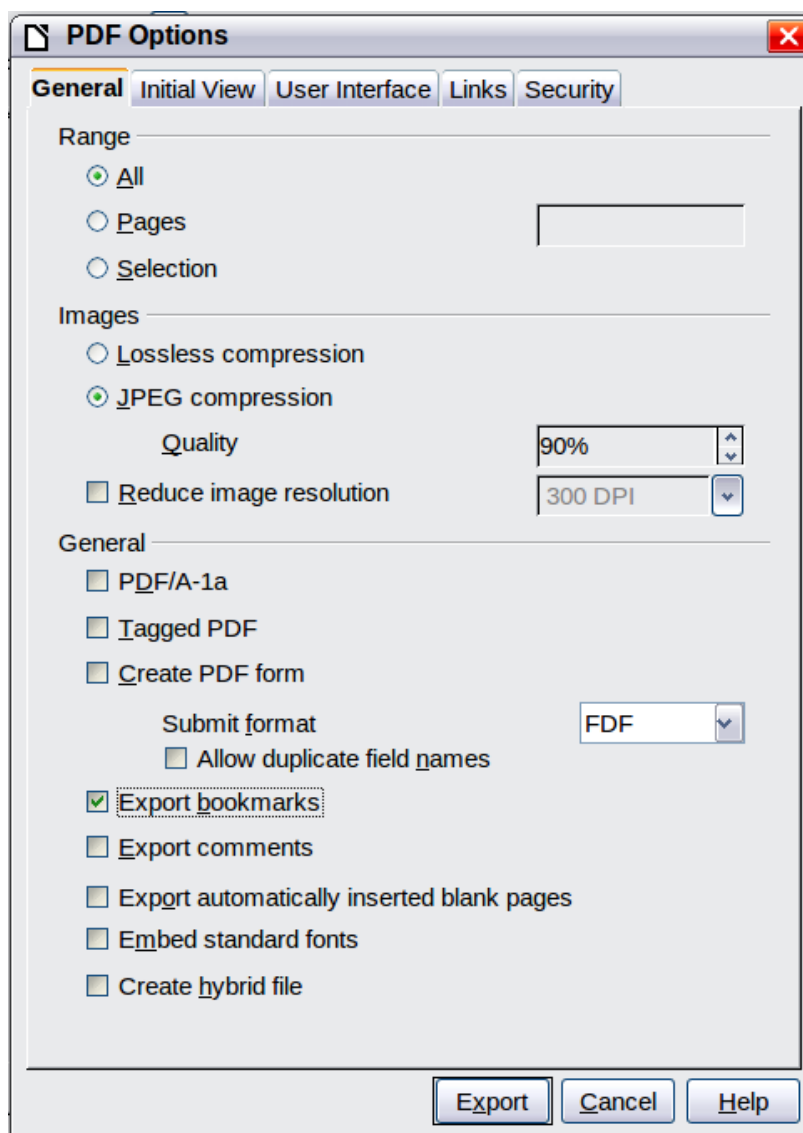 PDF Options
General Initial View User Interface Links Security
Range
All
Pages
Selection
Images
Lossless compression
JPEG compression
Quality 90%
Reduce image resolution 300 DPI
General
PDF/A-1a
Tagged PDF
Create PDF form
Submit format FDF
Allow duplicate field names
Export bookmarks
Export comments
Export automatically inserted blank pages
Embed standard fonts
Create hybrid file
Export Cancel Help